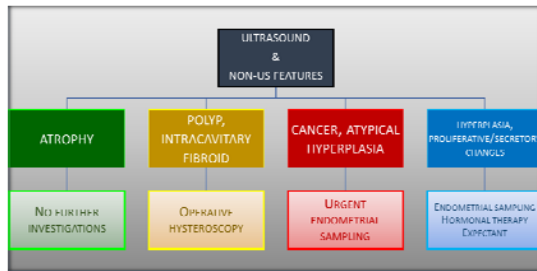 ULTRASOUND
&
NON-US FEATURES
ATROPHY
POLYP,
INTRACAVITARY
FIBROID
CANCER, ATYPICAL
HYPERPLASIA
HYPERPLASIA,
PROLIFERATIVE/SECRETORY
CHANGES
NO FURTHER
INVESTIGATIONS
OPERATIVE
HYSTEROSCOPY
URGENT
ENDOMETRIAL
SAMPLING
ENDOMETRIAL SAMPLING
HORMONAL THERAPY
EXPECTANT